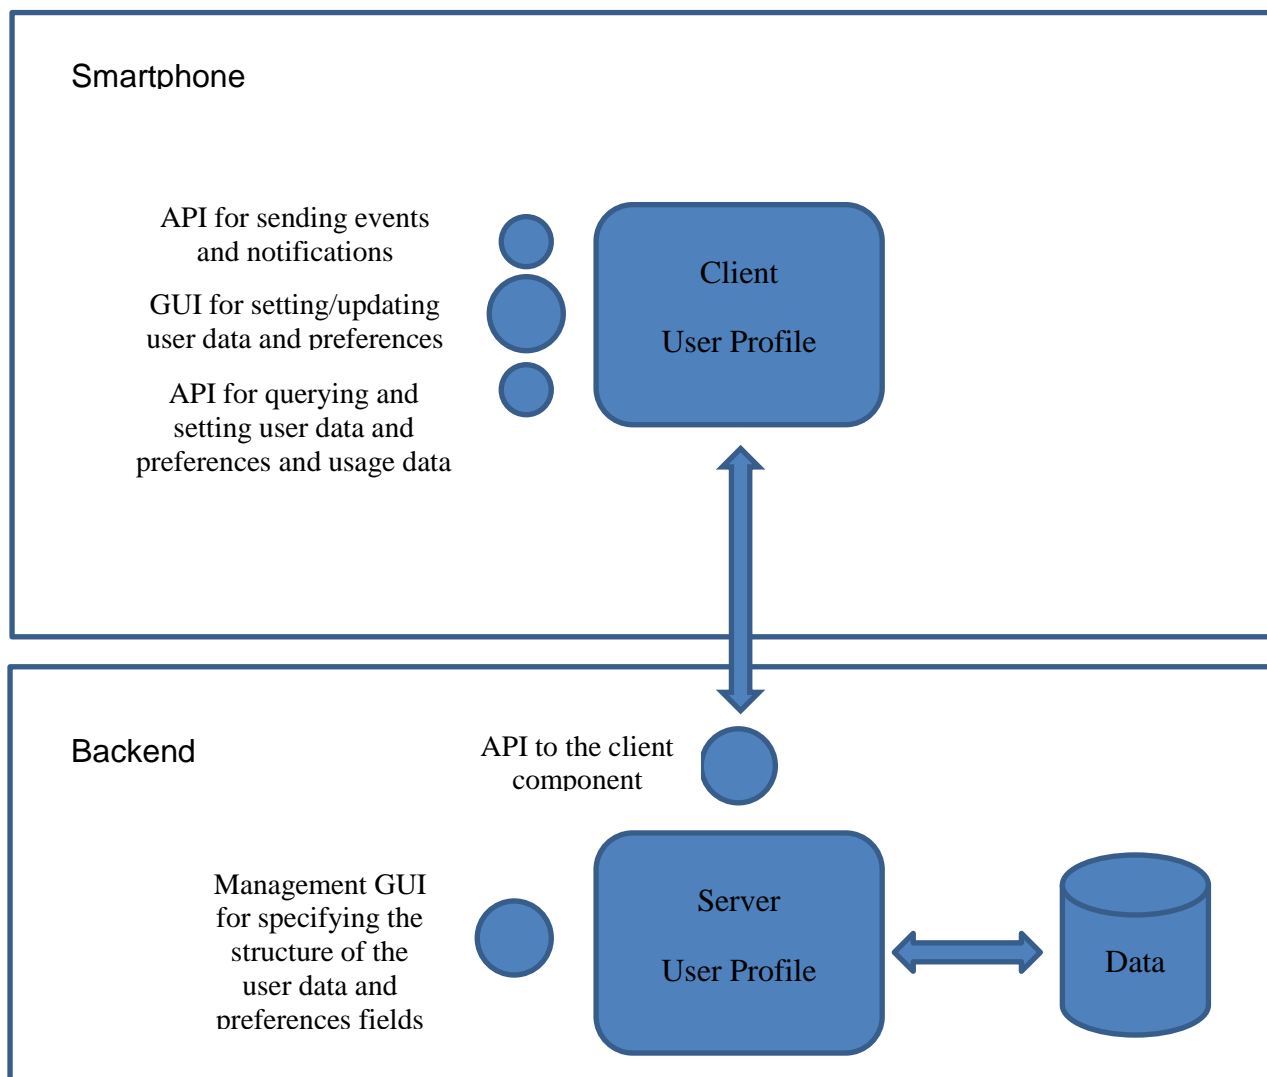 Smartphone
API for sending events
and notifications
GUI for setting/updating
user data and preferences
API for querying and
setting user data and
preferences and usage data
Client
User Profile
Backend
API to the client
component
Management GUI
for specifying the
structure of the
user data and
preferences fields
Server
User Profile
Data